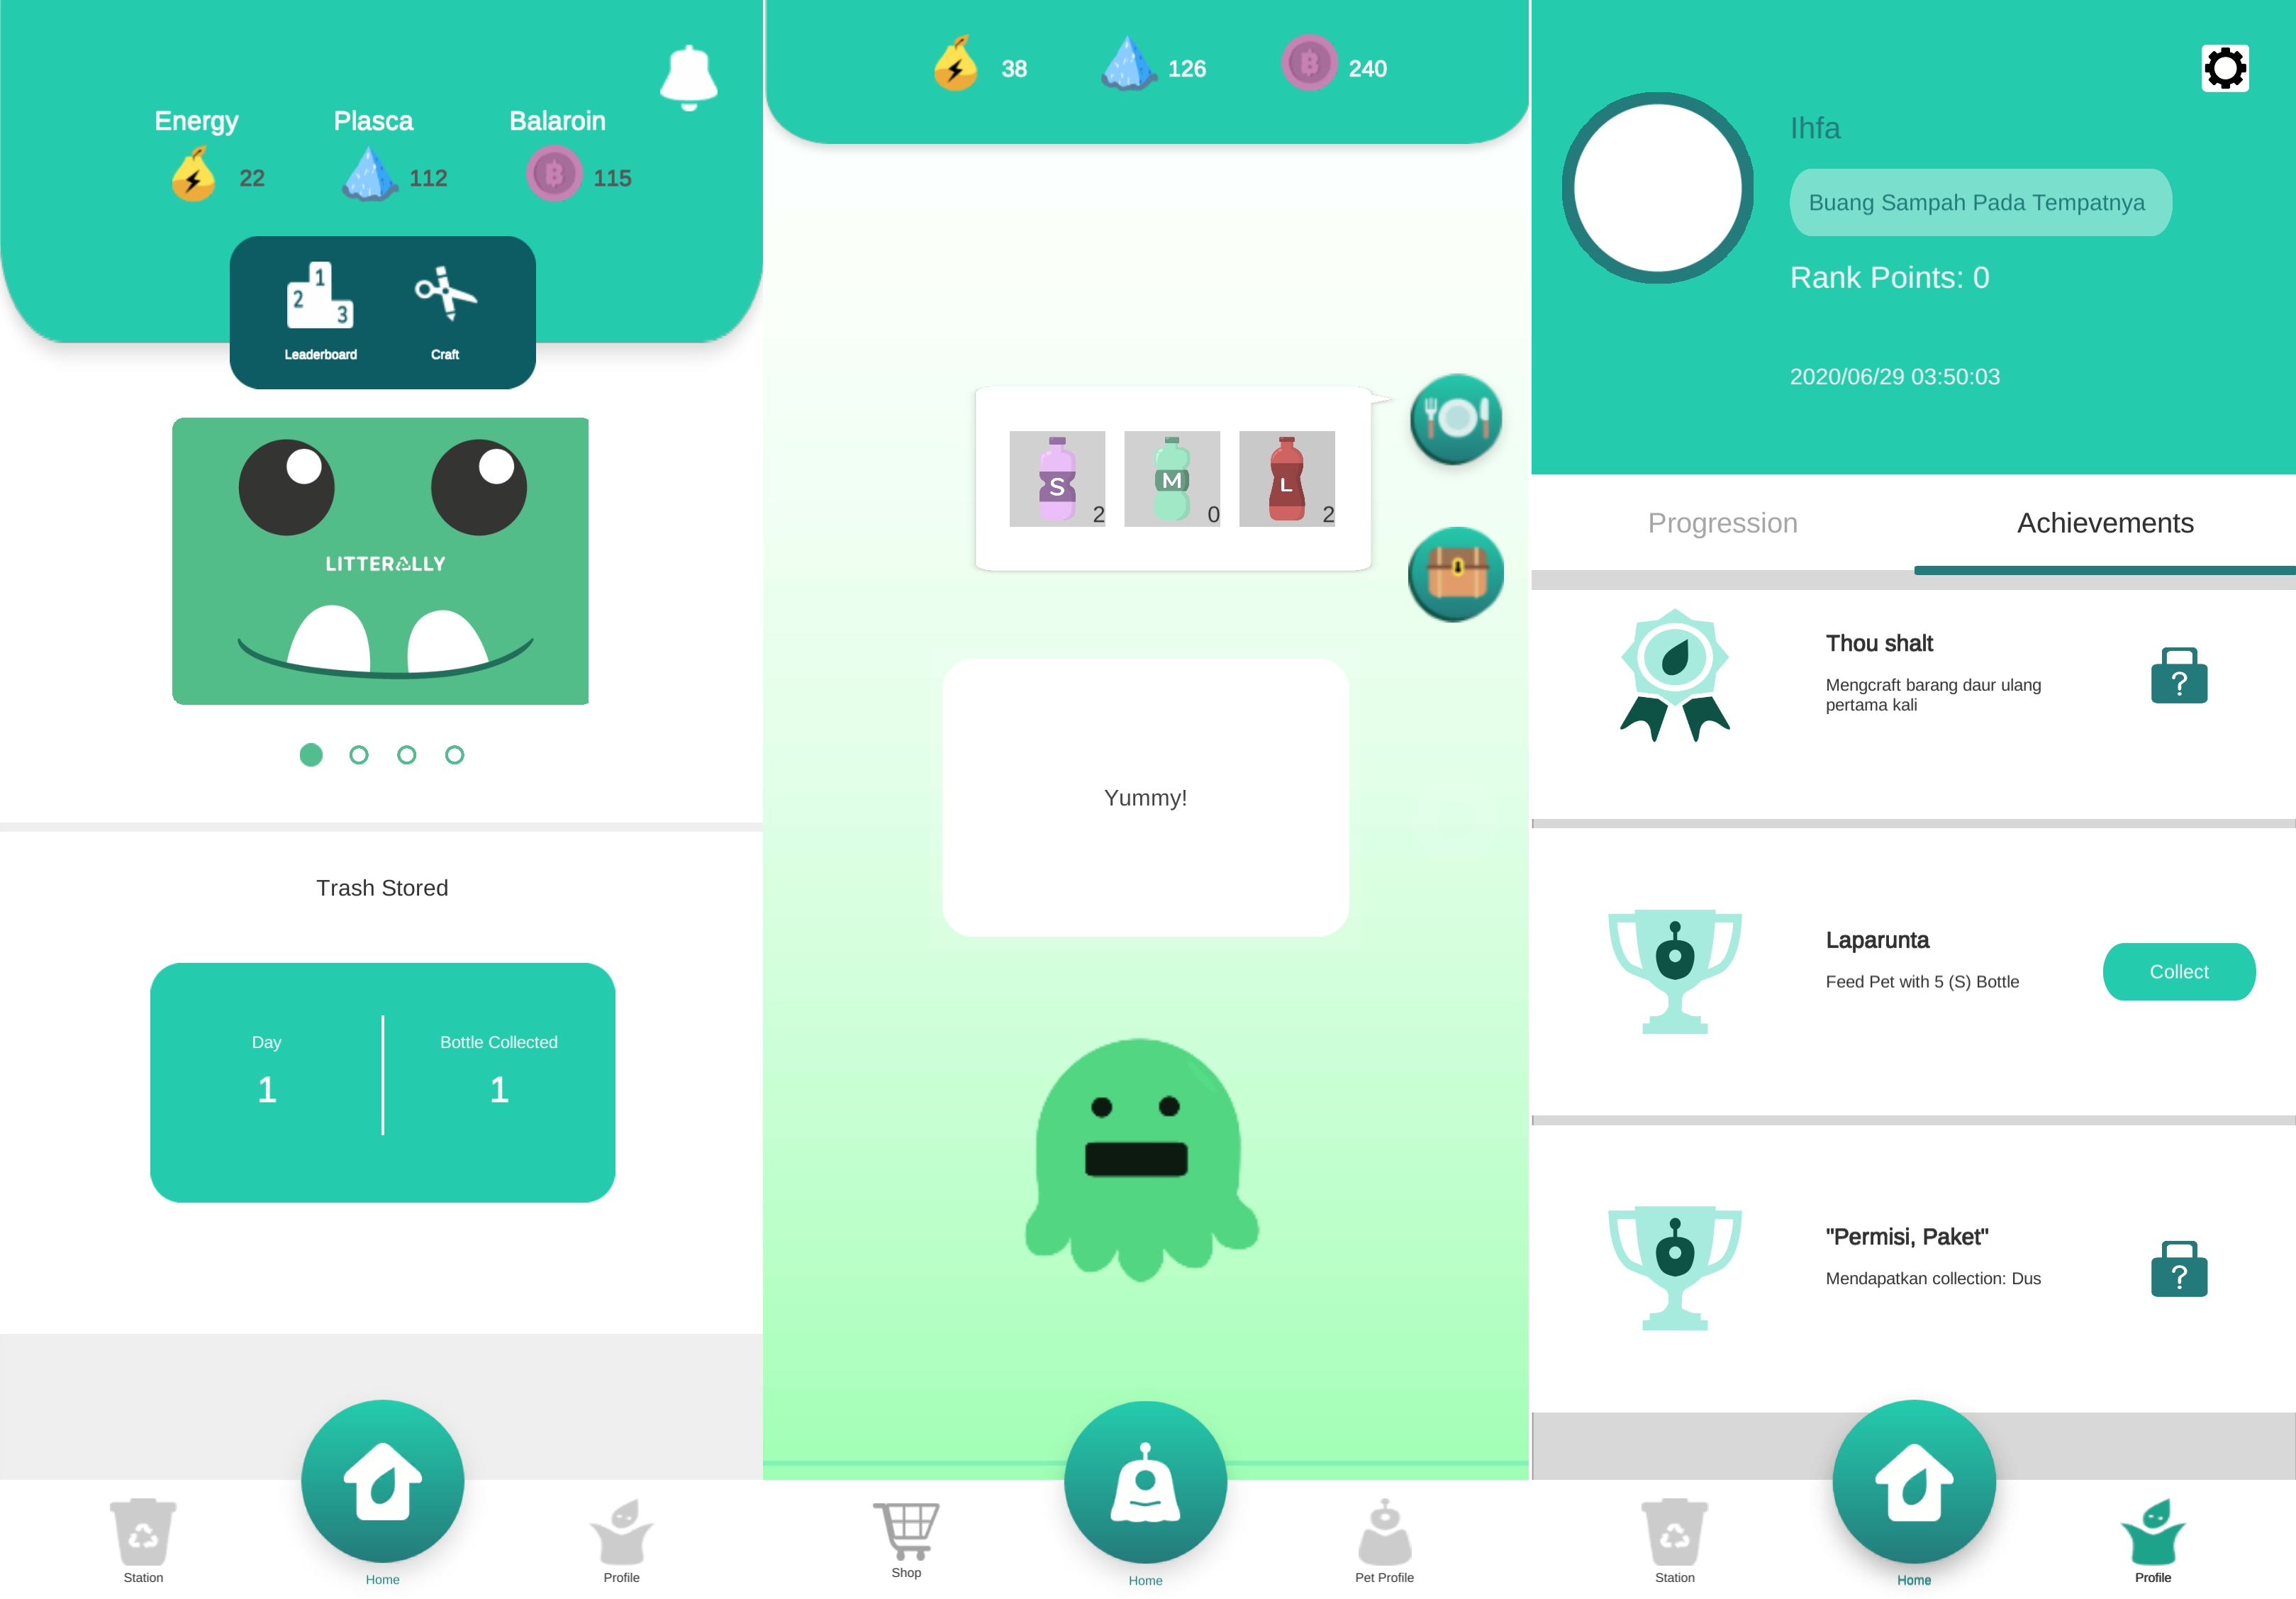 Energy Plasca Balaroin
22 112 115
1
2
3
Leaderboard Craft
LITTERALLY
Trash Stored
Day Bottle Collected
1 1
Station Home Profile
38 126 240
S M L
2 0 2
Yummy!
Shop Home Pet Profile
Ihfa
Buang Sampah Pada Tempatnya
Rank Points: 0
2020/06/29 03:50:03
Progression Achievements
Thou shalt
Mengcraft barang daur ulang
pertama kali
?
Laparunta
Feed Pet with 5 (S) Bottle
Collect
"Permisi, Paket"
Mendapatkan collection: Dus
?
Station Home Profile